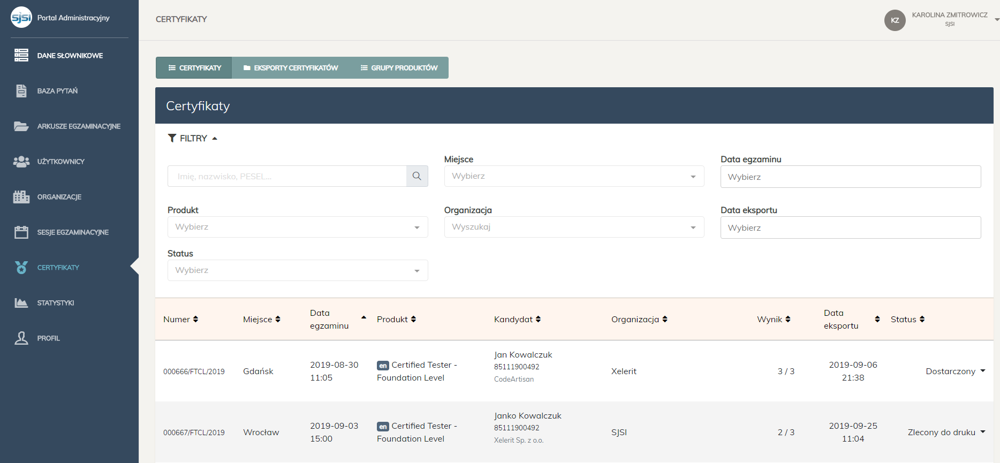 sjsi Portal Administracyjny
DANE SŁOWNIKOWE
BAZA PYTAŃ
ARKUSZE EGZAMINACYJNE
UŻYTKOWNICY
ORGANIZACJE
SESJE EGZAMINACYJNE
CERTYFIKATY
STATYSTYKI
PROFIL
CERTYFIKATY
KZ
KAROLINA ZMITROWICZ
SJSI
CERTYFIKATY EKSPORTY CERTYFIKATÓW GRUPY PRODUKTÓW
Certyfikaty
FILTRY
Imię, nazwisko, PESEL...
Miejsce
Wybierz
Data egzaminu
Wybierz
Produkt
Wybierz
Organizacja
Wyszukaj
Data eksportu
Wybierz
Status
Wybierz
Numer Miejsce Data egzaminu Produkt Kandydat Organizacja Wynik Data eksportu Status
000666/FTCL/2019
Gdańsk
2019-08-30
11:05
en Certified Tester -
Foundation Level
Jan Kowalczuk
85111900492
CodeArtisan
Xelerit
3 / 3
2019-09-06
21:38
Dostarczony
000667/FTCL/2019
Wrocław
2019-09-03
15:00
en Certified Tester -
Foundation Level
Janko Kowalczuk
85111900492
Xelerit Sp. z o.o.
SJSI
2 / 3
2019-09-25
11:04
Zlecony do druku